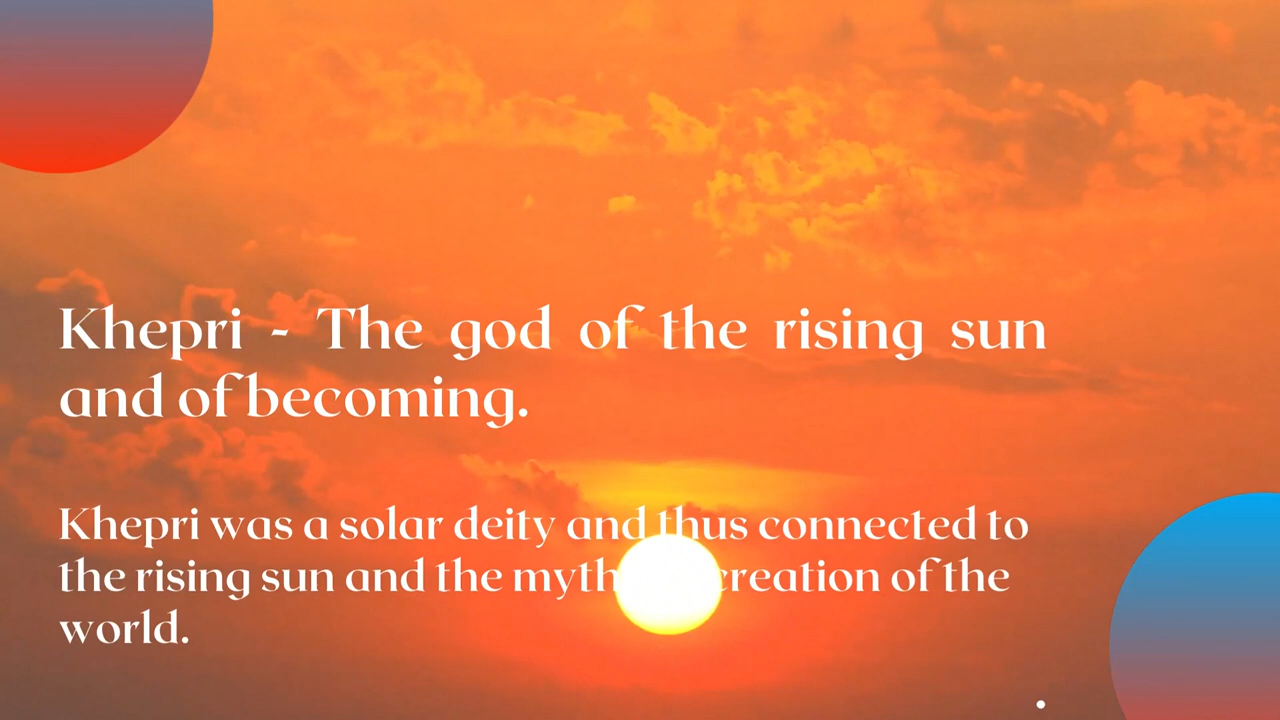 Khepri - The god of the rising sun
and of becoming.
Khepri was a solar deity and thus connected to
the rising sun and the myth creation of the
world.